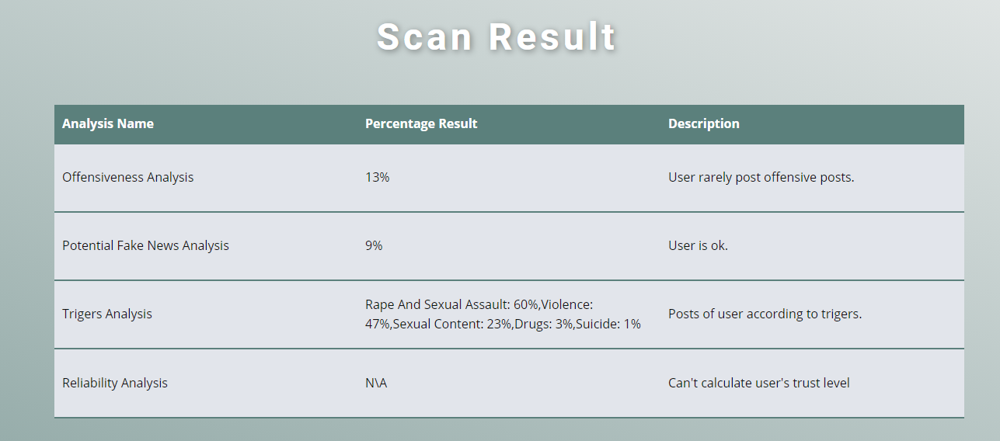 Scan Result
Analysis Name Percentage Result Description
Offensiveness Analysis 13% User rarely post offensive posts.
Potential Fake News Analysis 9% User is ok.
Trigers Analysis Rape And Sexual Assault: 60%,Violence:
47%,Sexual Content: 23%,Drugs: 3%,Suicide: 1% Posts of user according to trigers.
Reliability Analysis N\A Can't calculate user's trust level